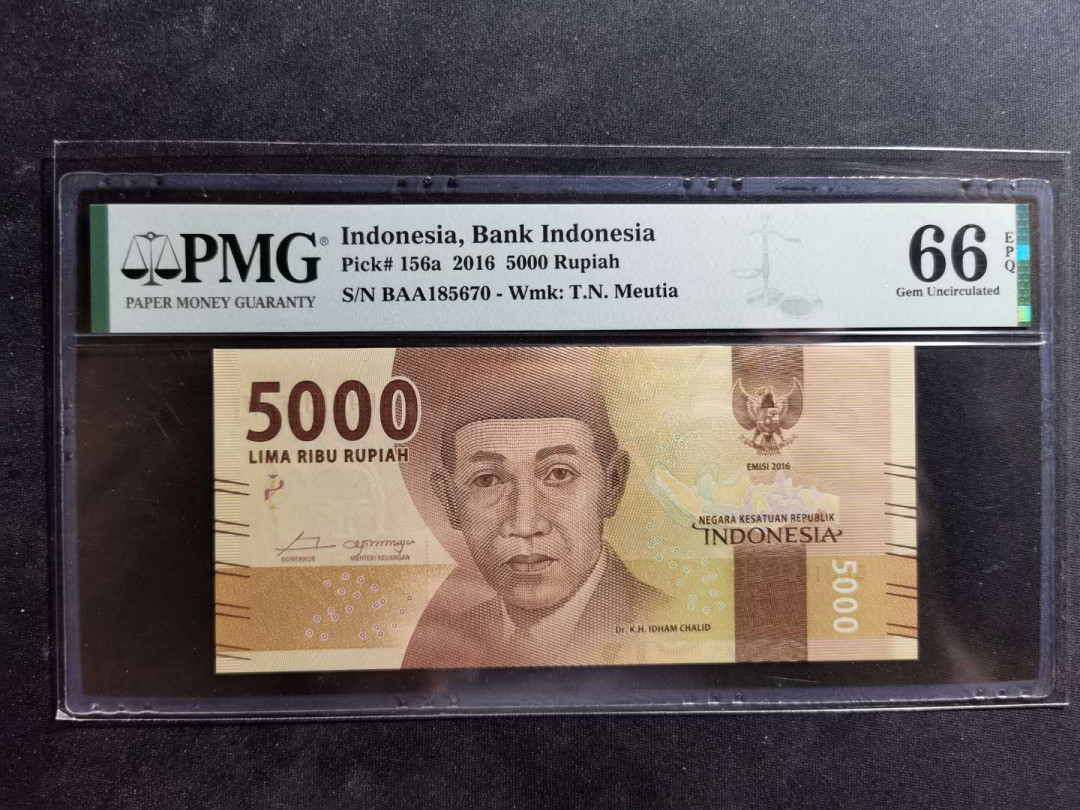 PMG®
PAPER MONEY GUARANTY
Indonesia, Bank Indonesia
Pick# 156a 2016 5000 Rupiah
S/N BAA185670 - Wmk: T.N. Meutia
66
EPQ
Gem Uncirculated
5000
LIMA RIBU RUPIAH
GUBERNUR
MENTERI KEUANGAN
EMISI 2016
NEGARA KESATUAN REPUBLIK
INDONESIA
5000
Dr. K.H. IDHAM CHALID